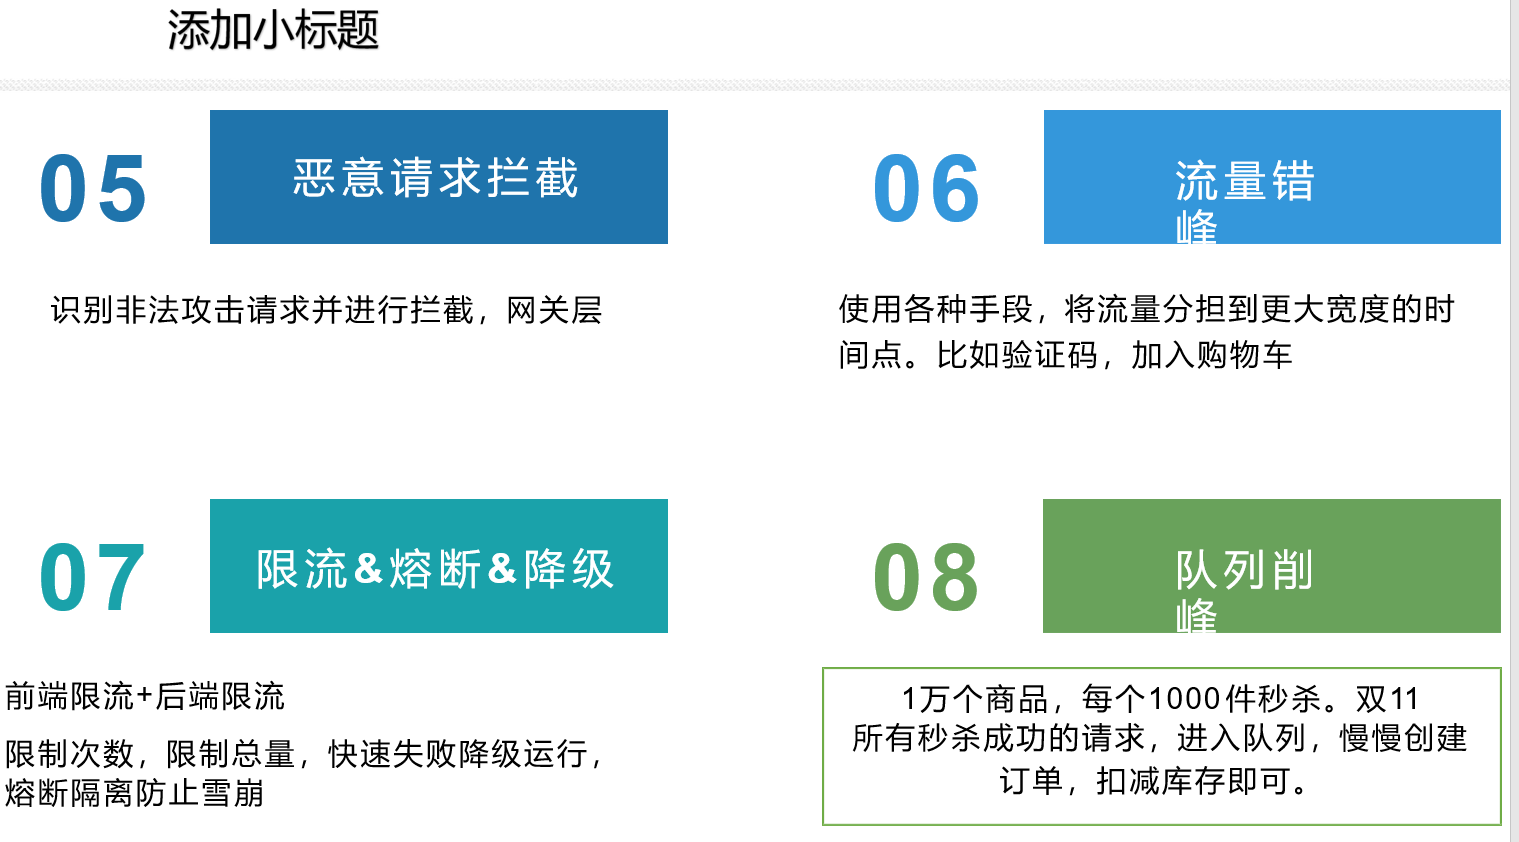 添加小标题
05
恶意请求拦截
识别非法攻击请求并进行拦截，网关层
06
流量错
峰
使用各种手段，将流量分担到更大宽度的时
间点。比如验证码，加入购物车
07
限流&熔断&降级
前端限流+后端限流
限制次数，限制总量，快速失败降级运行，
熔断隔离防止雪崩
08
队列削
峰
1万个商品，每个1000件秒杀。双11
所有秒杀成功的请求，进入队列，慢慢创建
订单，扣减库存即可。